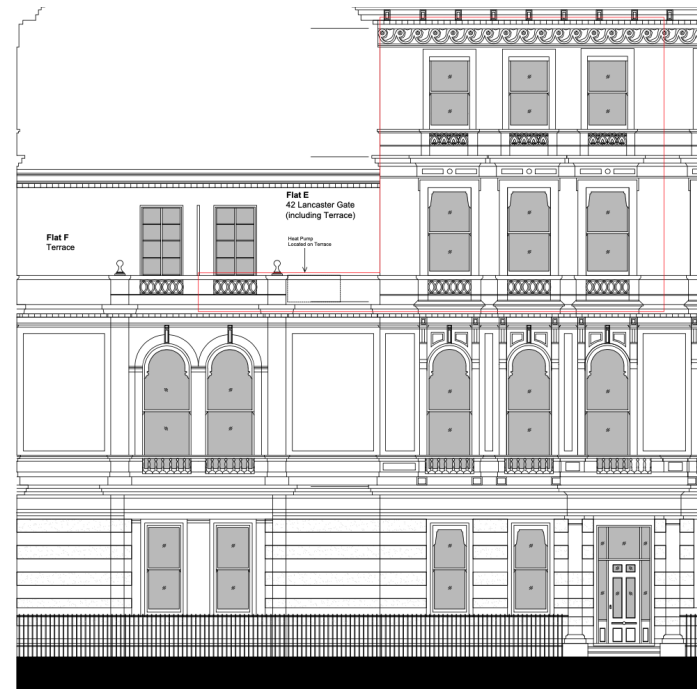 Flat E
42 Lancaster Gate
(including Terrace)
Flat F
Terrace
Heat Pump
Located on Terrace